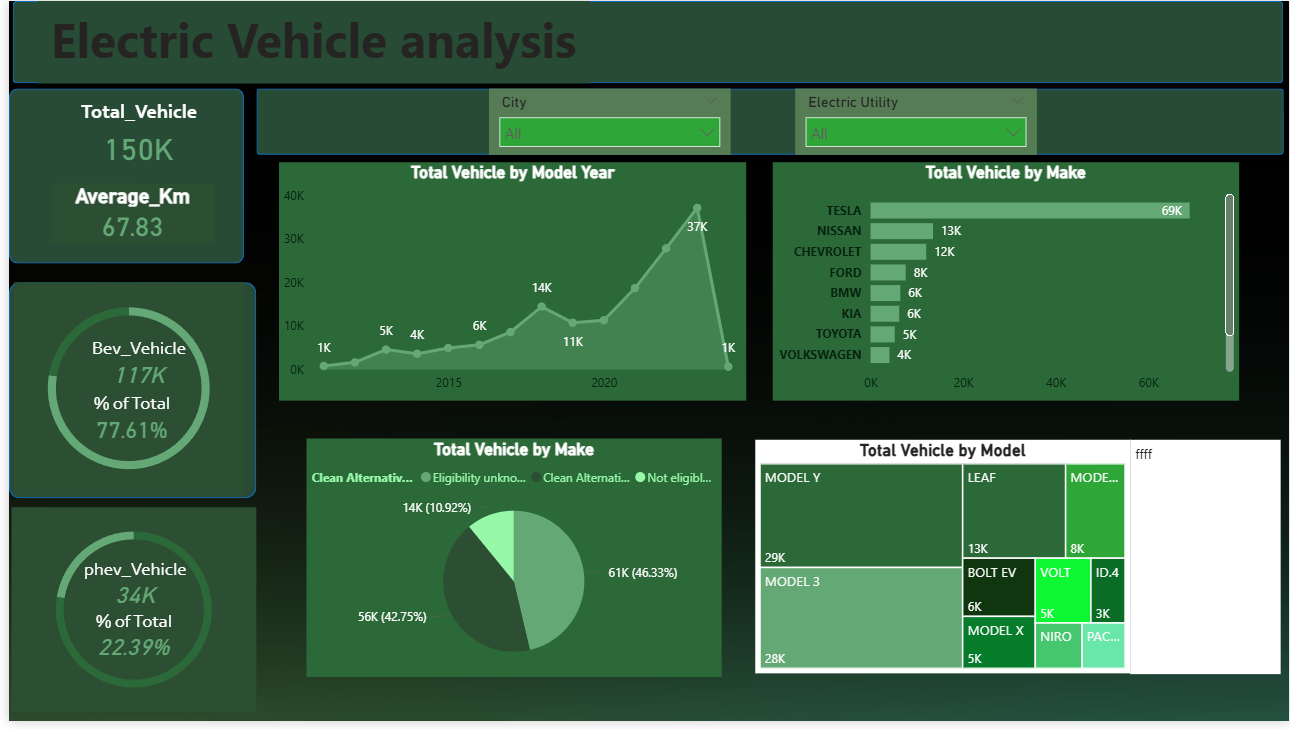 Electric Vehicle analysis
Total_Vehicle
150K
Average_Km
67.83
City
All
Electric Utility
All
Bev_Vehicle
117K
% of Total
77.61%
phev_Vehicle
34K
% of Total
22.39%
Total Vehicle by Model Year
40K
30K
20K
10K
0K
1K
5K
4K
6K
14K
11K
37K
1K
2015
2020
Total Vehicle by Make
TESLA 69K
NISSAN 13K
CHEVROLET 12K
FORD 8K
BMW 6K
KIA 6K
TOYOTA 5K
VOLKSWAGEN 4K
0K 20K 40K 60K
Total Vehicle by Make
Clean Alternativ... Eligibility unkno... Clean Alternati... Not eligibl...
14K (10.92%)
61K (46.33%)
56K (42.75%)
Total Vehicle by Model
MODEL Y
29K
MODEL 3
28K
LEAF
13K
MODE...
8K
BOLT EV
6K
VOLT
5K
ID.4
3K
MODEL X
5K
NIRO
PAC...
ffff